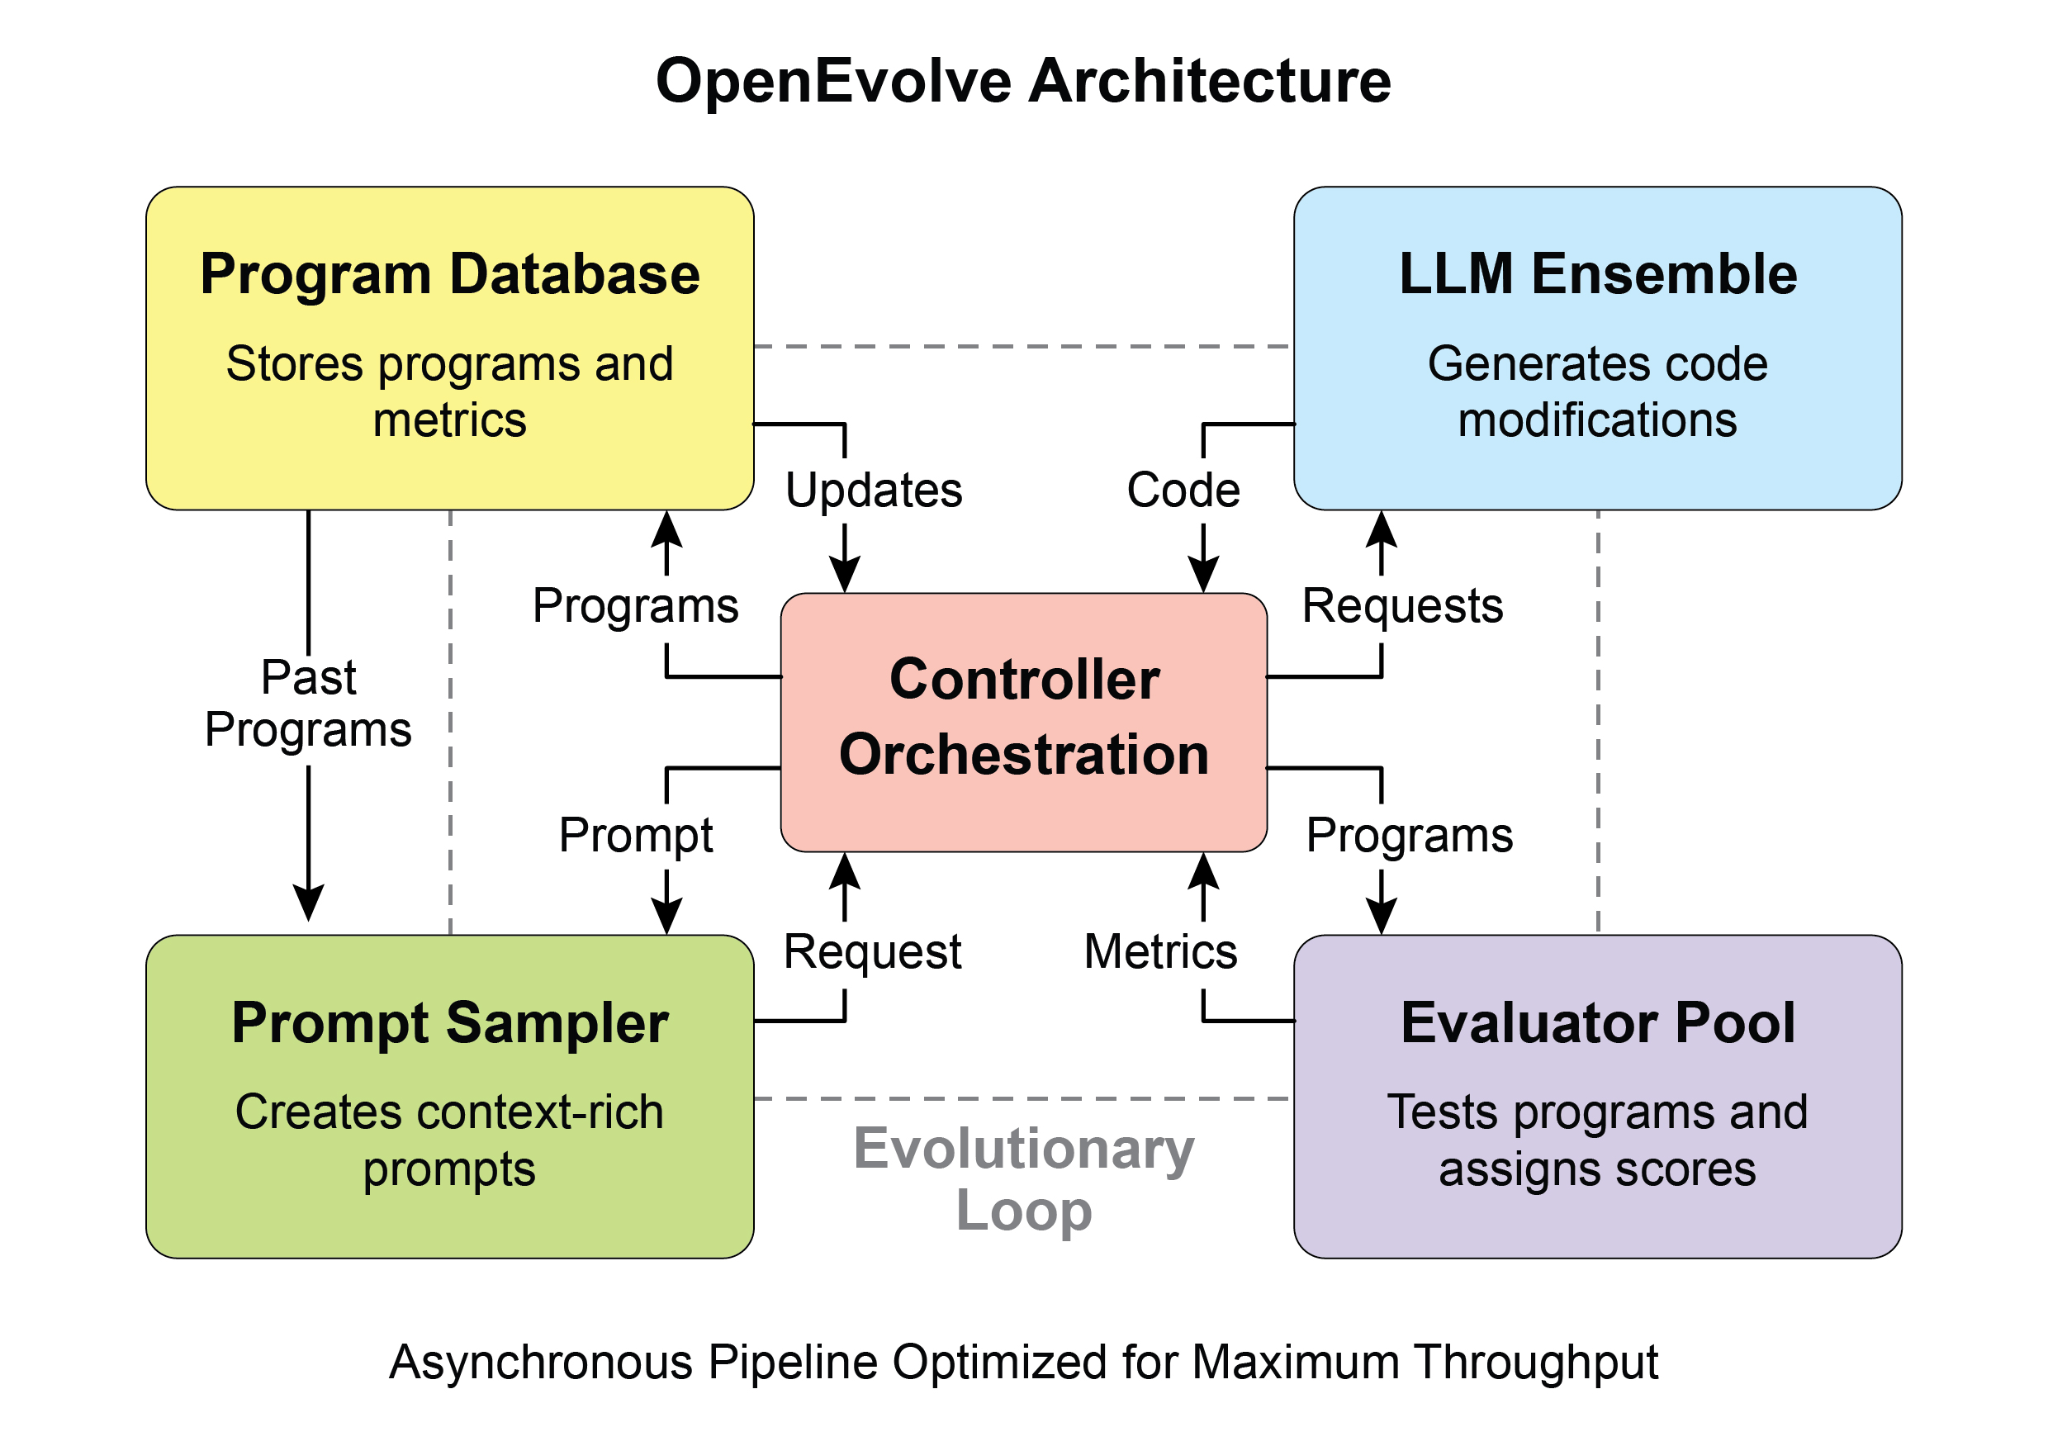 OpenEvolve Architecture
Program Database
Stores programs and
metrics
LLM Ensemble
Generates code
modifications
Updates
Code
Programs
Requests
Past
Programs
Controller
Orchestration
Prompt
Programs
Request
Metrics
Prompt Sampler
Creates context-rich
prompts
Evaluator Pool
Tests programs and
assigns scores
Evolutionary
Loop
Asynchronous Pipeline Optimized for Maximum Throughput